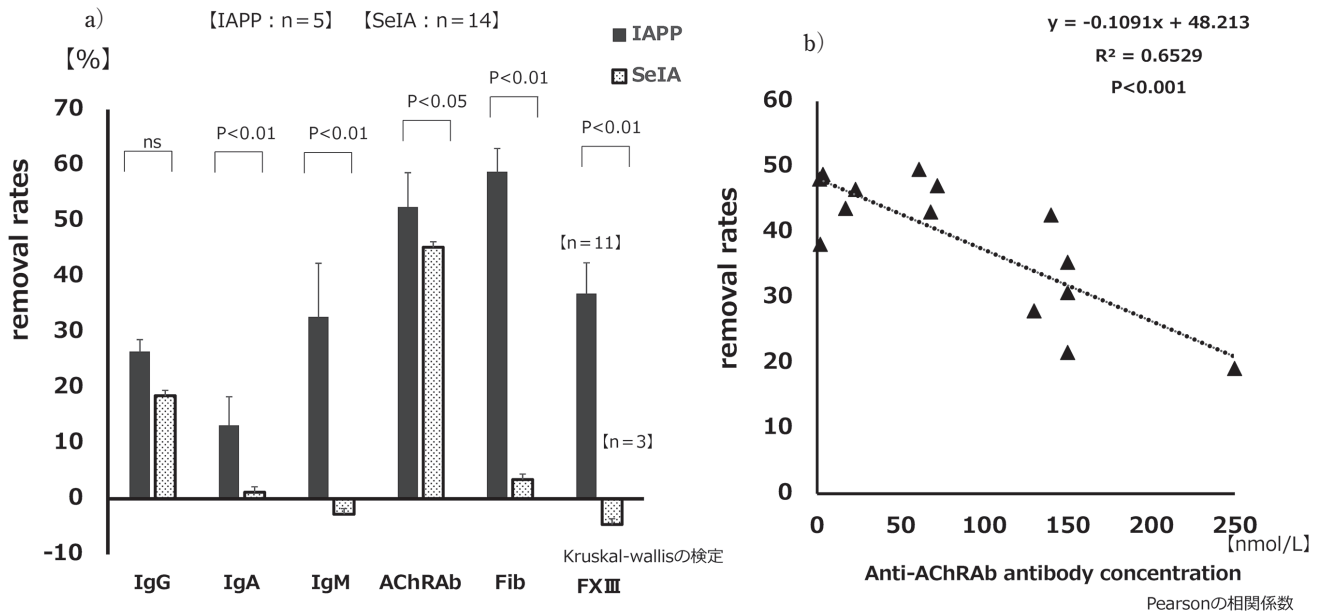 a)
【IAPP：n＝5】 【SeIA：n＝14】
IAPP
SeIA
【%】
removal rates
70
60
50
40
30
20
10
0
-10
ns
P<0.01
P<0.01
P<0.05
P<0.01
P<0.01
【n＝11】
【n＝3】
IgG IgA IgM AChRAb Fib FXⅢ
Kruskal-wallisの検定
b)
y = -0.1091x + 48.213
R² = 0.6529
P<0.001
removal rates
60
50
40
30
20
10
0
0 50 100 150 200 250
【nmol/L】
Anti-AChRAb antibody concentration
Pearsonの相関係数